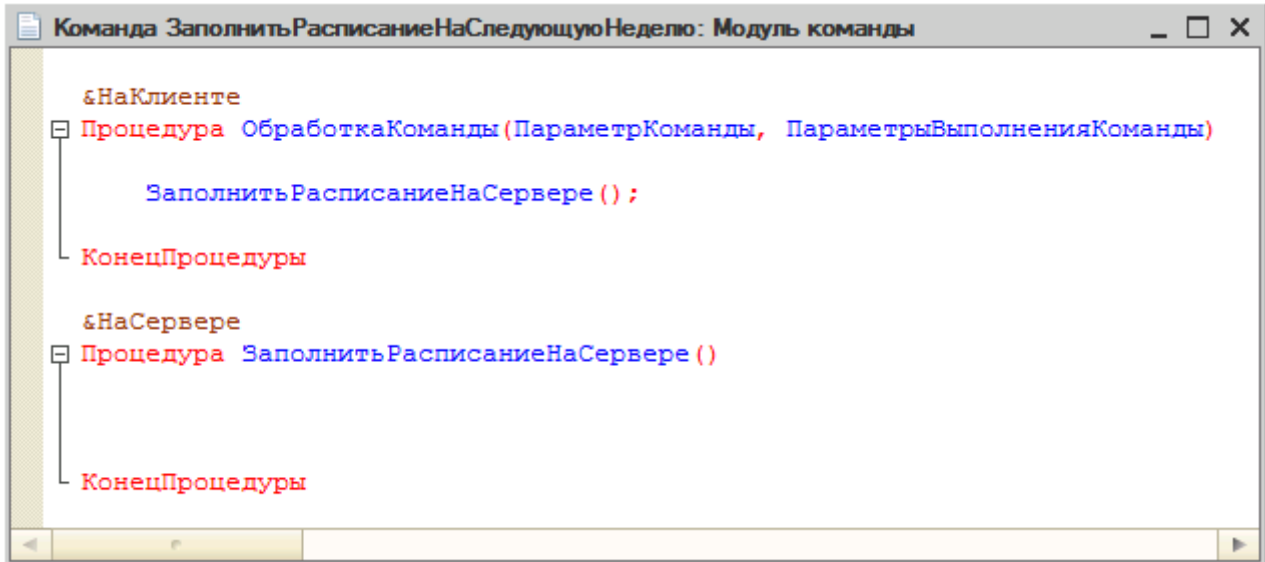 Команда ЗаполнитьРасписаниеНаСледующуюНеделю: Модуль команды
&НаКлиенте
Процедура ОбработкаКоманды(ПараметрКоманды, ПараметрыВыполненияКоманды)
ЗаполнитьРасписаниеНаСервере();
КонецПроцедуры
&НаСервере
Процедура ЗаполнитьРасписаниеНаСервере()
КонецПроцедуры